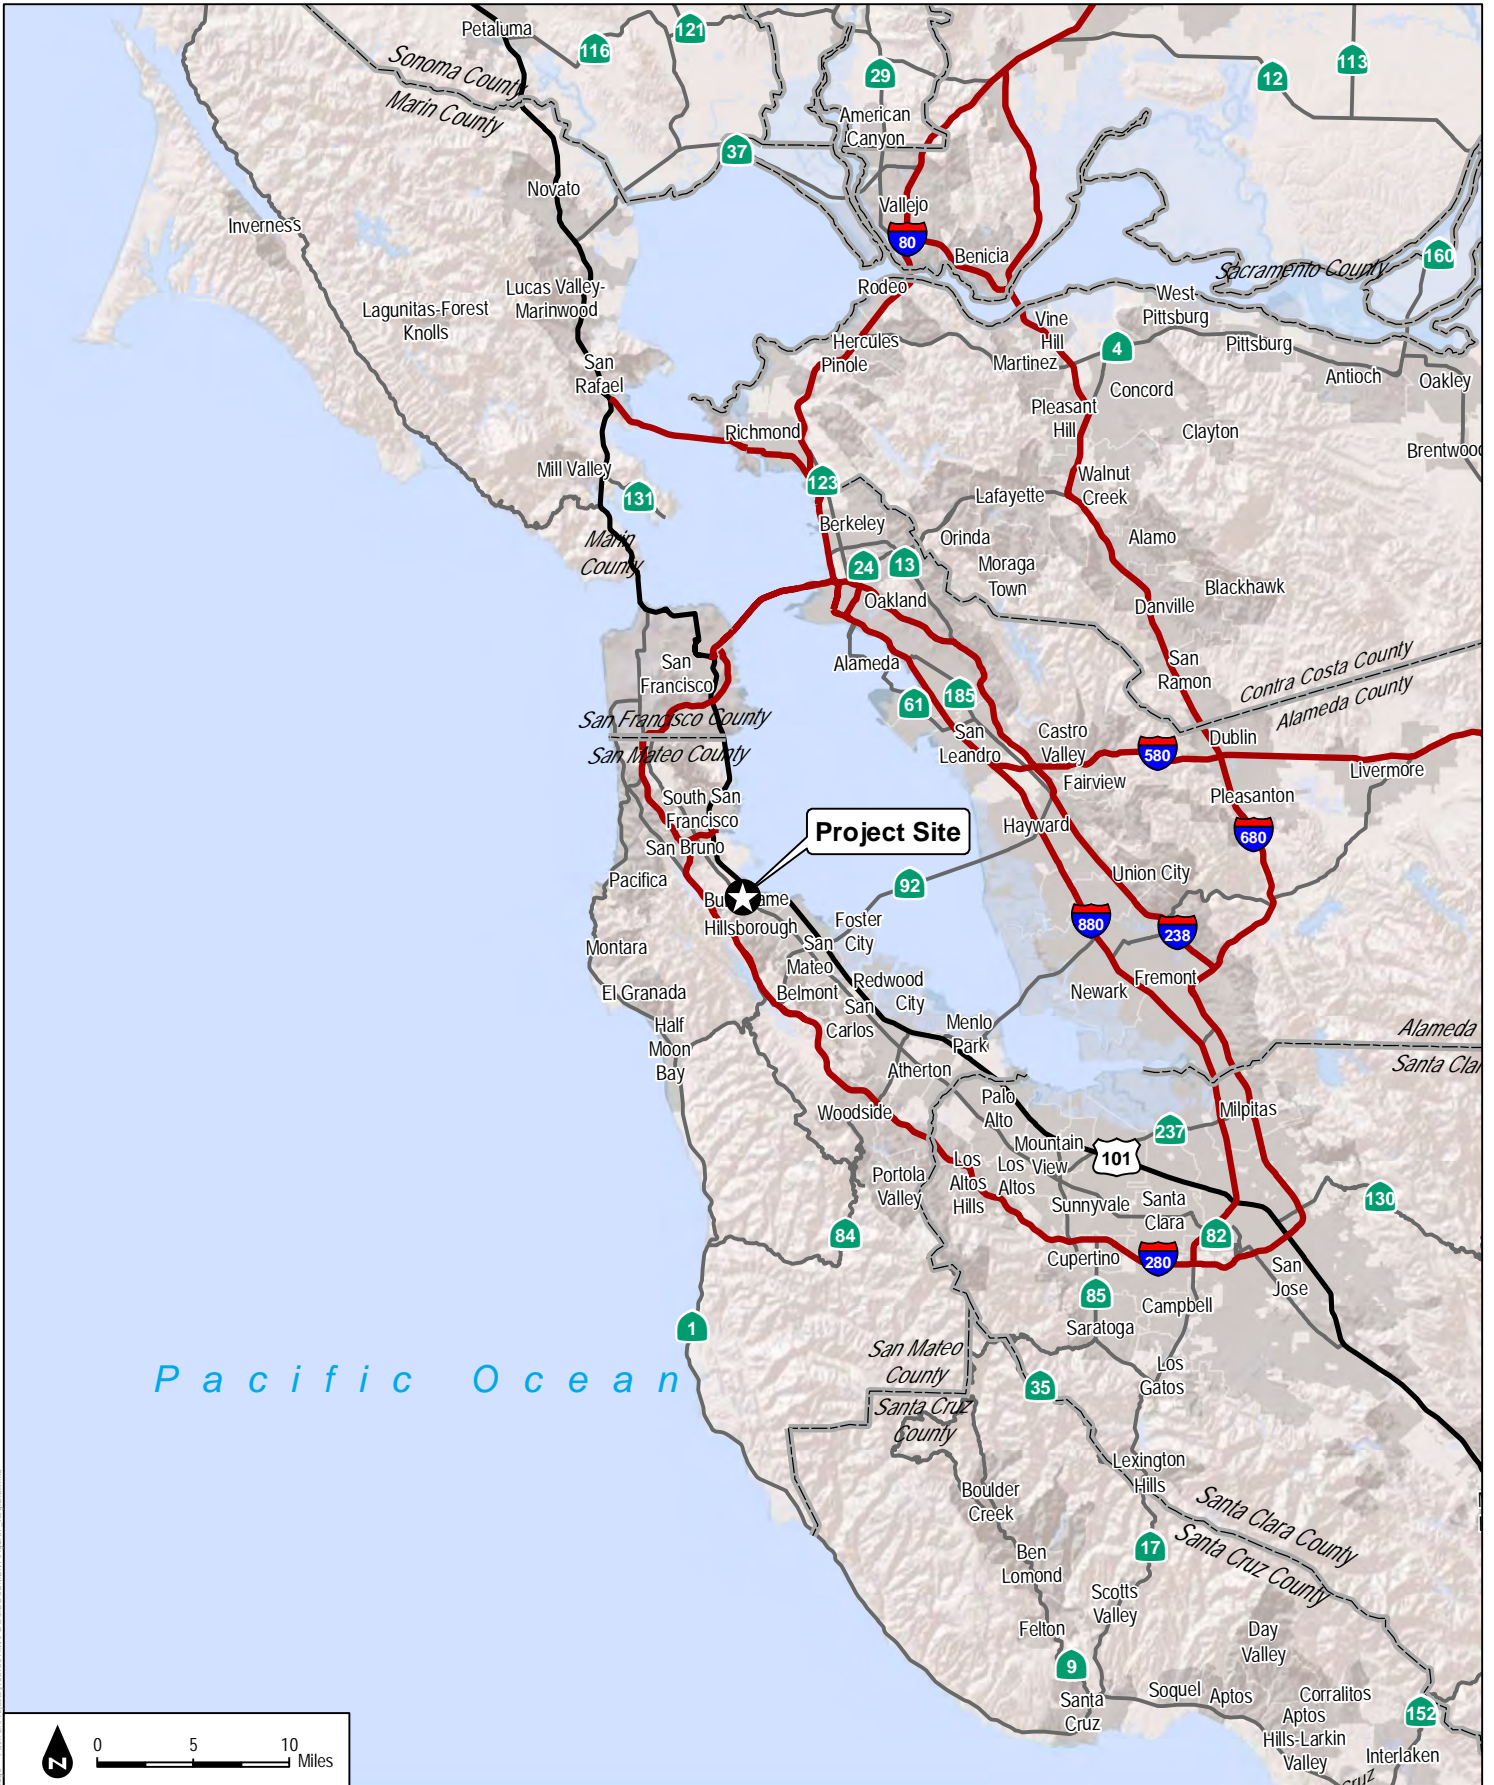 Petaluma
121
116
113
12
29
Sonoma County
Marin County
American
Canyon
37
Novato
Vallejo
Inverness
80
Benicia
160
Sacramento County
Rodeo
Lucas Valley-
Marinwood
West
Pittsburg
Lagunitas-Forest
Knolls
Vine
Hill
Hercules
Pinole
4
Pittsburg
Martinez
San
Rafael
Antioch
Oakley
Concord
Pleasant
Hill
Richmond
Clayton
Mill Valley
Walnut
Creek
123
131
Lafayette
Berkeley
Orinda
Alamo
Marin
County
24
13
Moraga
Town
Blackhawk
Oakland
Danville
San
Francisco
Alameda
San
Ramon
Contra Costa County
Alameda County
61
185
San Francisco County
San Mateo County
San
Leandro
Castro
Valley
580
Dublin
Livermore
Fairview
South San
Francisco
Pleasanton
Project Site
Hayward
680
San Bruno
Pacifica
92
Union City
Hillsborough
Foster
City
880
238
Montara
San
Mateo
Fremont
El Granada
Belmont
Redwood
City
Newark
San
Carlos
Half
Moon
Bay
Menlo
Park
Alameda
Santa Clar
Atherton
Palo
Alto
Woodside
Milpitas
237
Mountain
View
101
Portola
Valley
Los
Altos
Hills
Los
Altos
Sunnyvale
Santa
Clara
130
84
82
Cupertino
280
San
Jose
85
Campbell
1
Saratoga
San Mateo
County
Pacific Ocean
Los
Gatos
35
Santa Cruz
County
Lexington
Hills
Boulder
Creek
Santa Clara County
Santa Cruz County
17
Ben
Lomond
Scotts
Valley
Felton
Day
Valley
9
Santa
Cruz
Soquel
Aptos
Corralitos
Aptos
Hills-Larkin
Valley
152
Interlaken
N
0 5 10
Miles